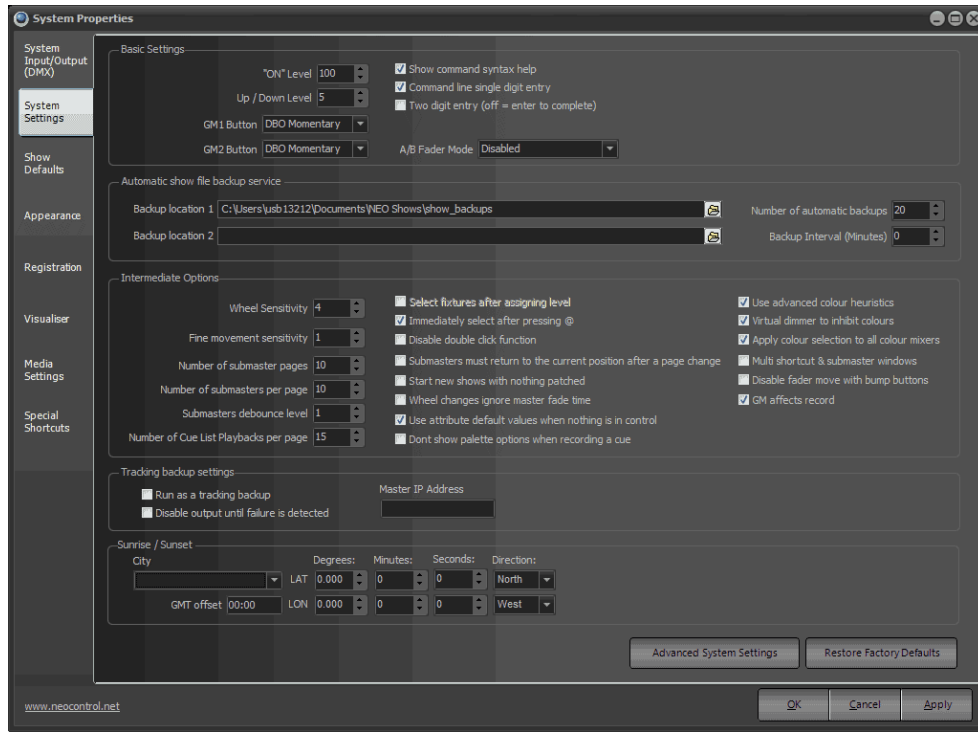 System Properties
System Input/Output (DMX)
System Settings
Show Defaults
Appearance
Registration
Visualiser
Media Settings
Special Shortcuts
Basic Settings
"ON" Level 100
Up / Down Level 5
GM1 Button DBO Momentary
GM2 Button DBO Momentary
Show command syntax help
Command line single digit entry
Two digit entry (off = enter to complete)
A/B Fader Mode Disabled
Automatic show file backup service
Backup location 1 C:\Users\usb13212\Documents\NEO Shows\show_backups
Backup location 2
Number of automatic backups 20
Backup Interval (Minutes) 0
Intermediate Options
Wheel Sensitivity 4
Fine movement sensitivity 1
Number of submaster pages 10
Number of submasters per page 10
Submasters debounce level 1
Number of Cue List Playbacks per page 15
Select fixtures after assigning level
Immediately select after pressing @
Disable double click function
Submasters must return to the current position after a page change
Start new shows with nothing patched
Wheel changes ignore master fade time
Use attribute default values when nothing is in control
Dont show palette options when recording a cue
Use advanced colour heuristics
Virtual dimmer to inhibit colours
Apply colour selection to all colour mixers
Multi shortcut & submaster windows
Disable fader move with bump buttons
GM affects record
Tracking backup settings
Run as a tracking backup
Disable output until failure is detected
Master IP Address
Sunrise / Sunset
City
Degrees: Minutes: Seconds: Direction:
LAT 0.000 0 0 North
GMT offset 00:00 LON 0.000 0 0 West
Advanced System Settings
Restore Factory Defaults
www.neocontrol.net
OK
Cancel
Apply